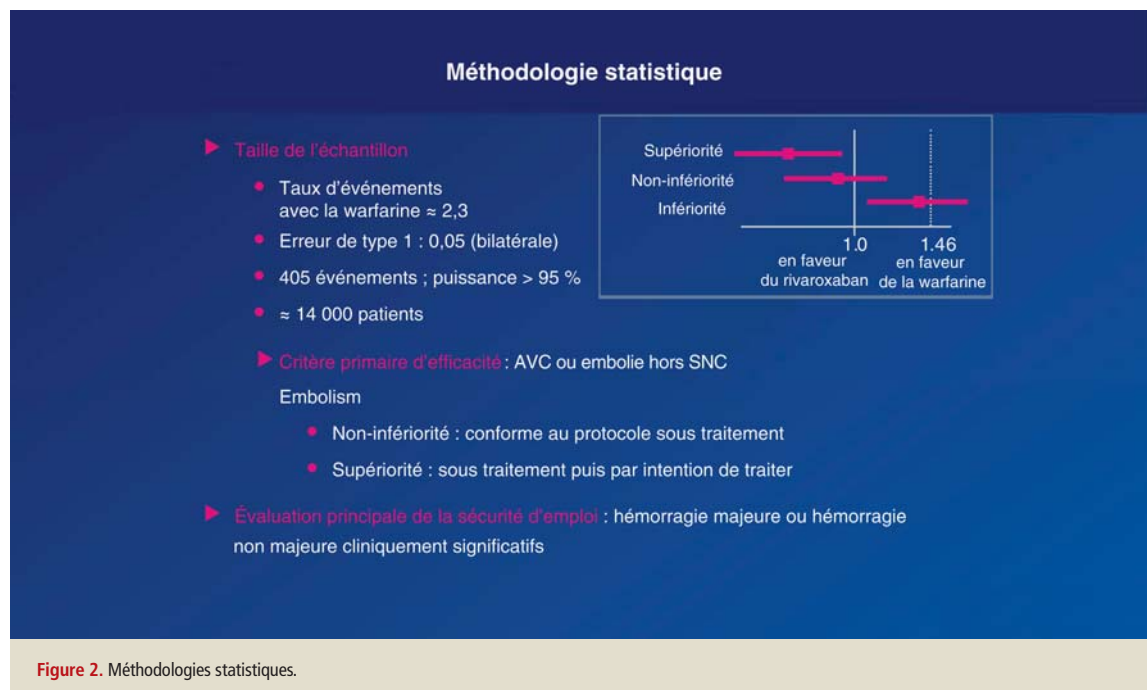 Méthodologie statistique
Taille de l'échantillon
Taux d'événements
avec la warfarine ≈ 2,3
Erreur de type 1 : 0,05 (bilatérale)
405 événements ; puissance > 95 %
≈ 14 000 patients
Supériorité
Non-infériorité
Infériorité
1.0
1.46
en faveur
du rivaroxaban
en faveur
de la warfarine
Critère primaire d'efficacité : AVC ou embolie hors SNC
Embolism
Non-infériorité : conforme au protocole sous traitement
Supériorité : sous traitement puis par intention de traiter
Évaluation principale de la sécurité d'emploi : hémorragie majeure ou hémorragie
non majeure cliniquement significatifs
Figure 2. Méthodologies statistiques.